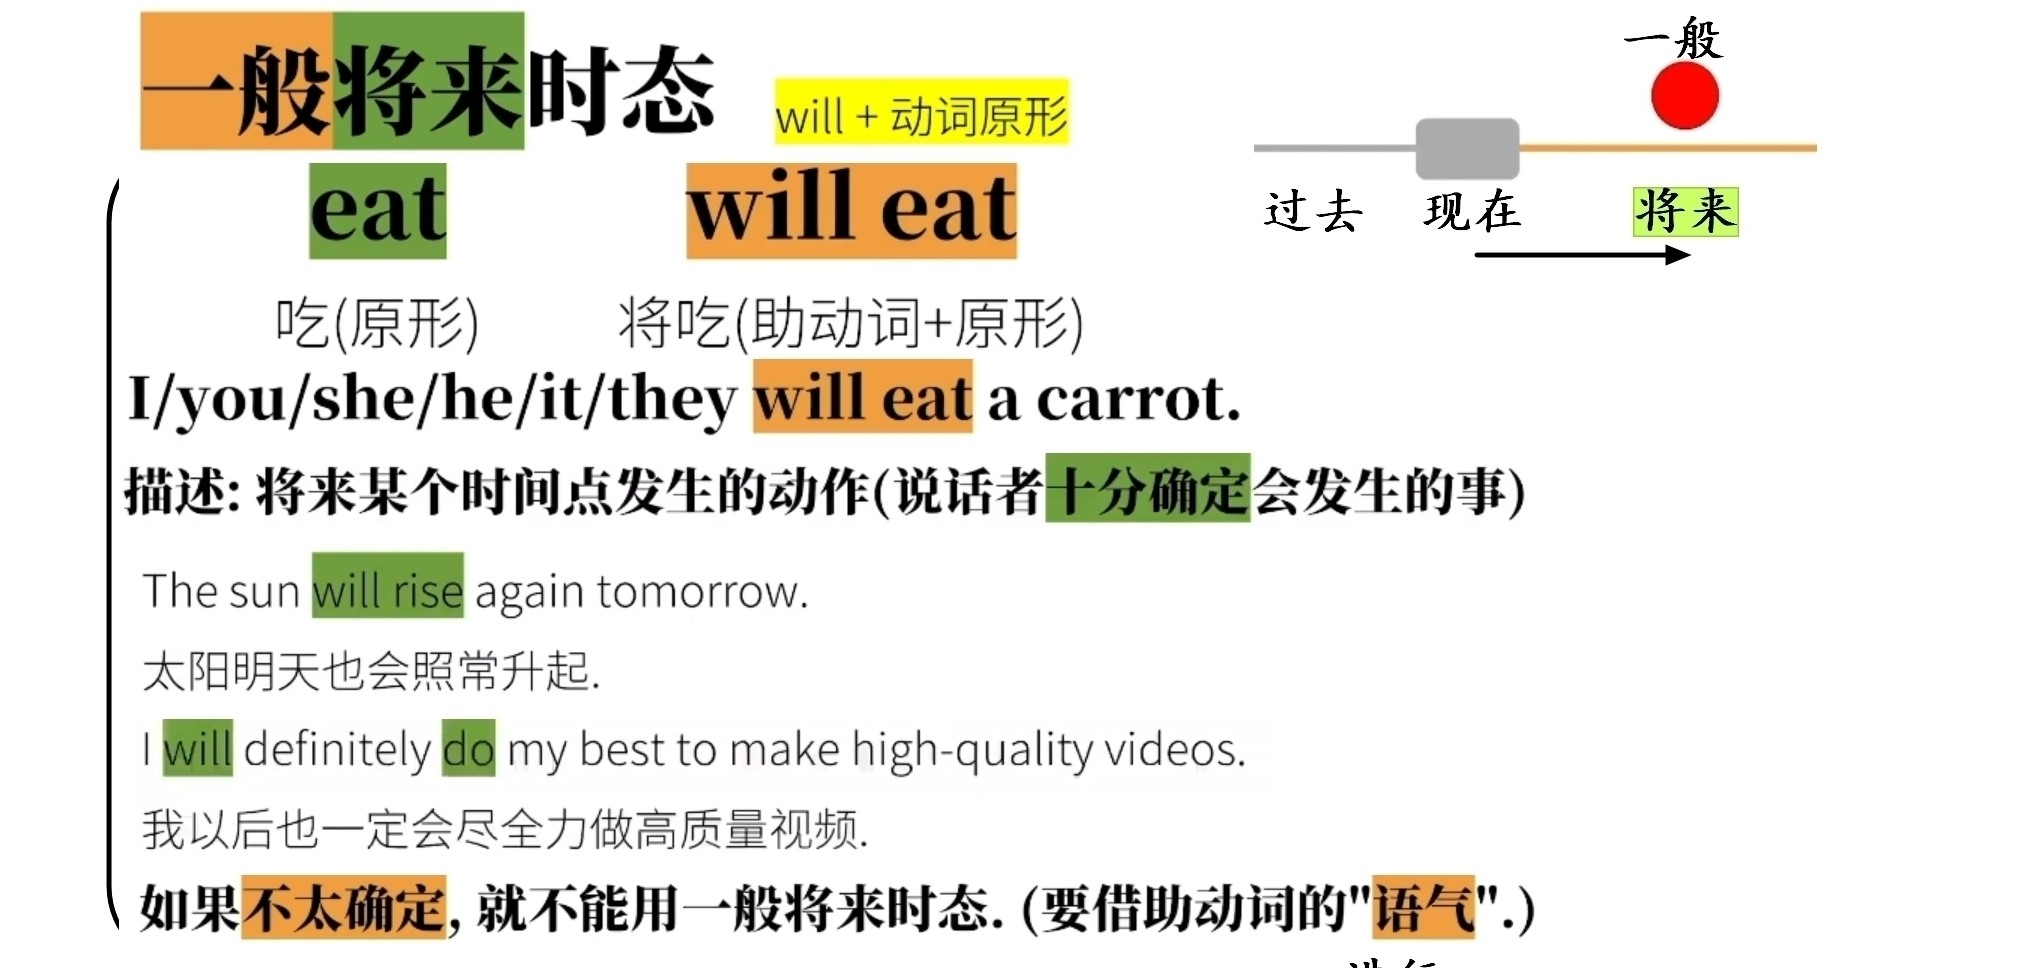 一般将来时态
will + 动词原形
一般
过去 现在 将来
eat will eat
吃(原形) 将吃(助动词+原形)
I/you/she/he/it/they will eat a carrot.
描述: 将来某个时间点发生的动作(说话者十分确定会发生的事)
The sun will rise again tomorrow.
太阳明天也会照常升起.
I will definitely do my best to make high-quality videos.
我以后也一定会尽全力做高质量视频.
如果不太确定, 就不能用一般将来时态. (要借助动词的"语气".)